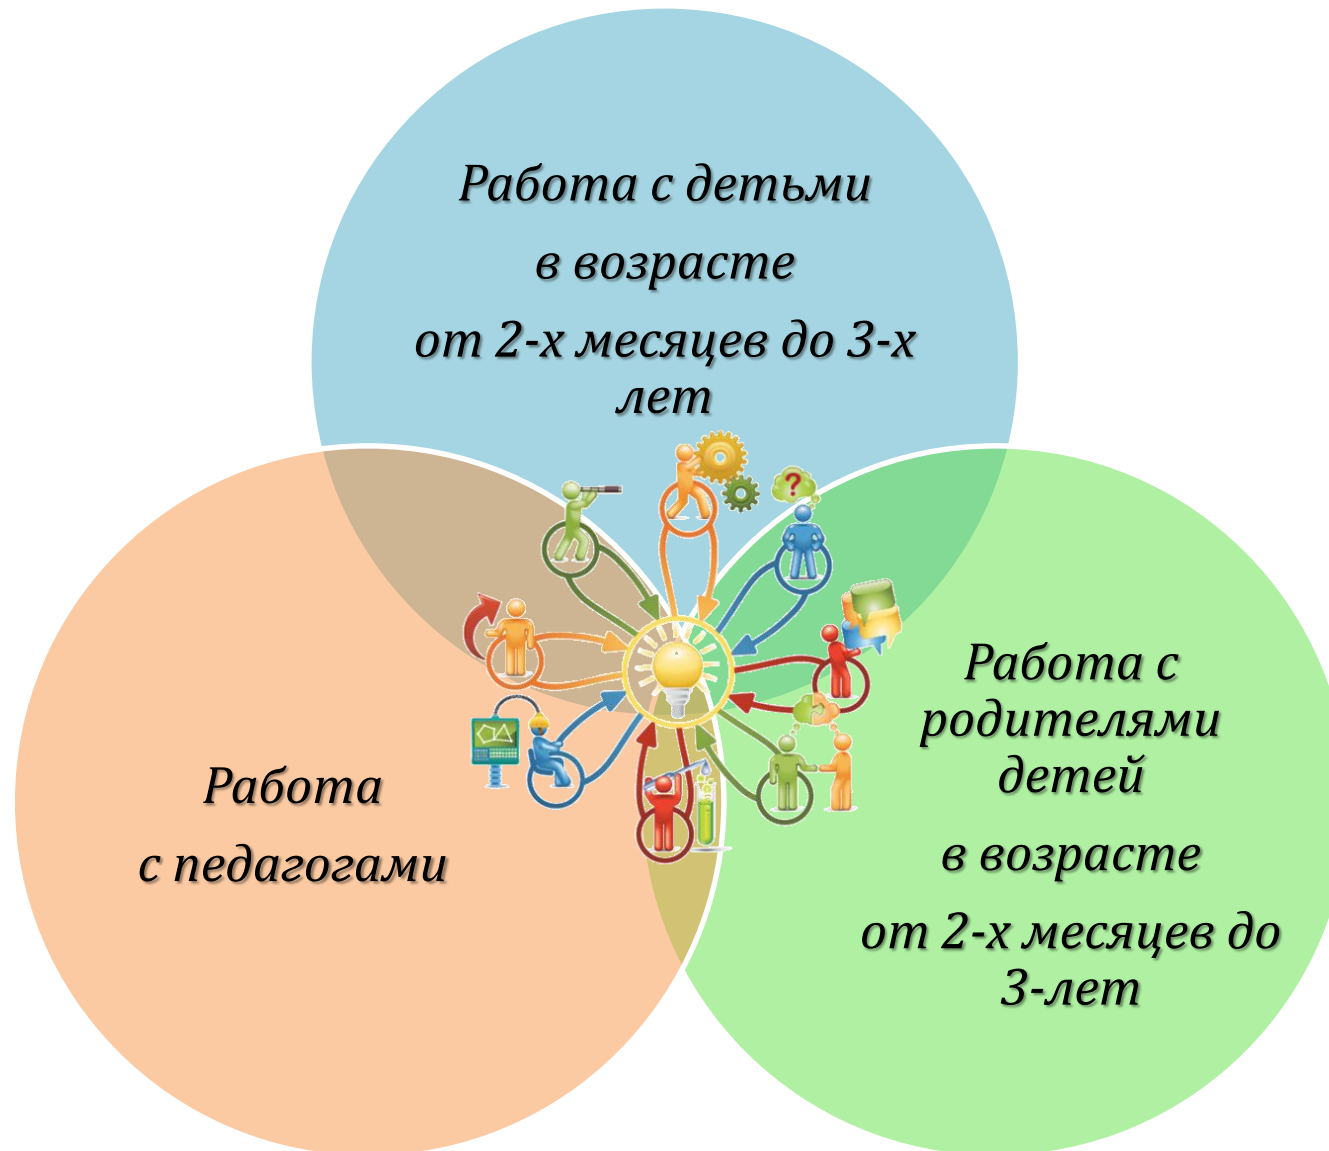 Работа с детьми
в возрасте
от 2-х месяцев до 3-х
лет
?
Работа
с педагогами
Работа с
родителями
детей
в возрасте
от 2-х месяцев до
3-лет